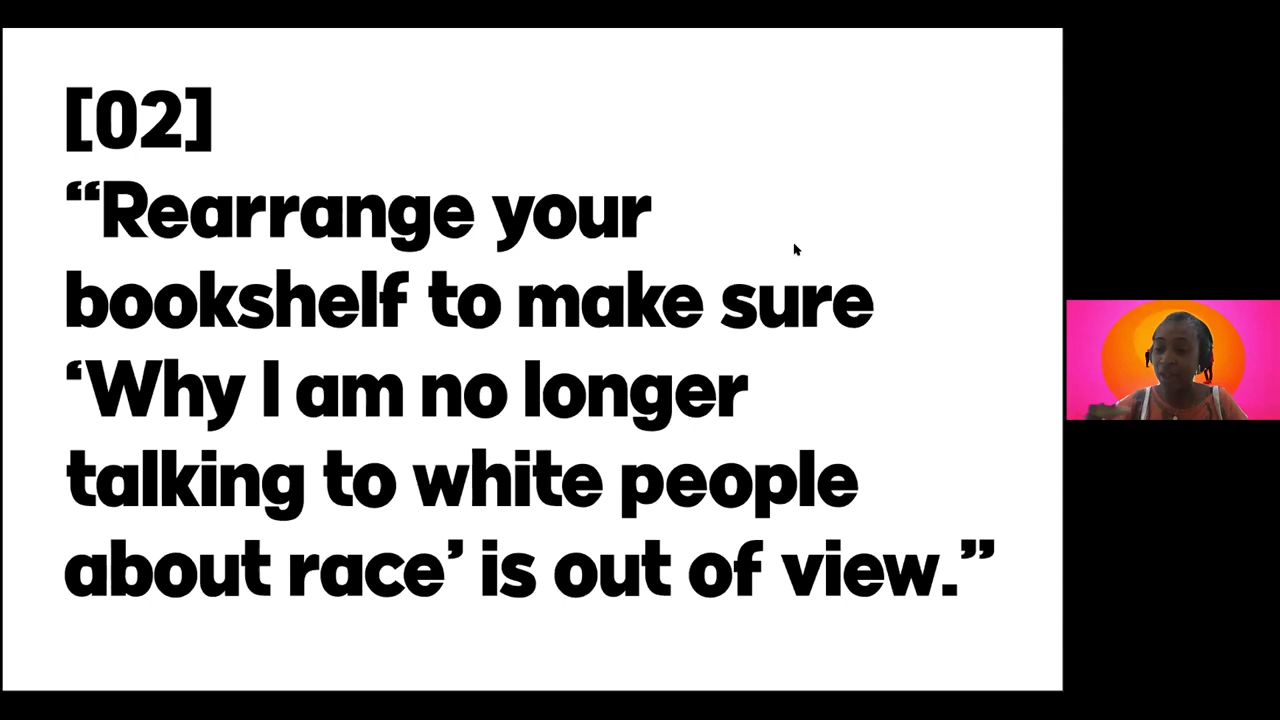 [02]
“Rearrange your
bookshelf to make sure
‘Why I am no longer
talking to white people
about race’ is out of view.”